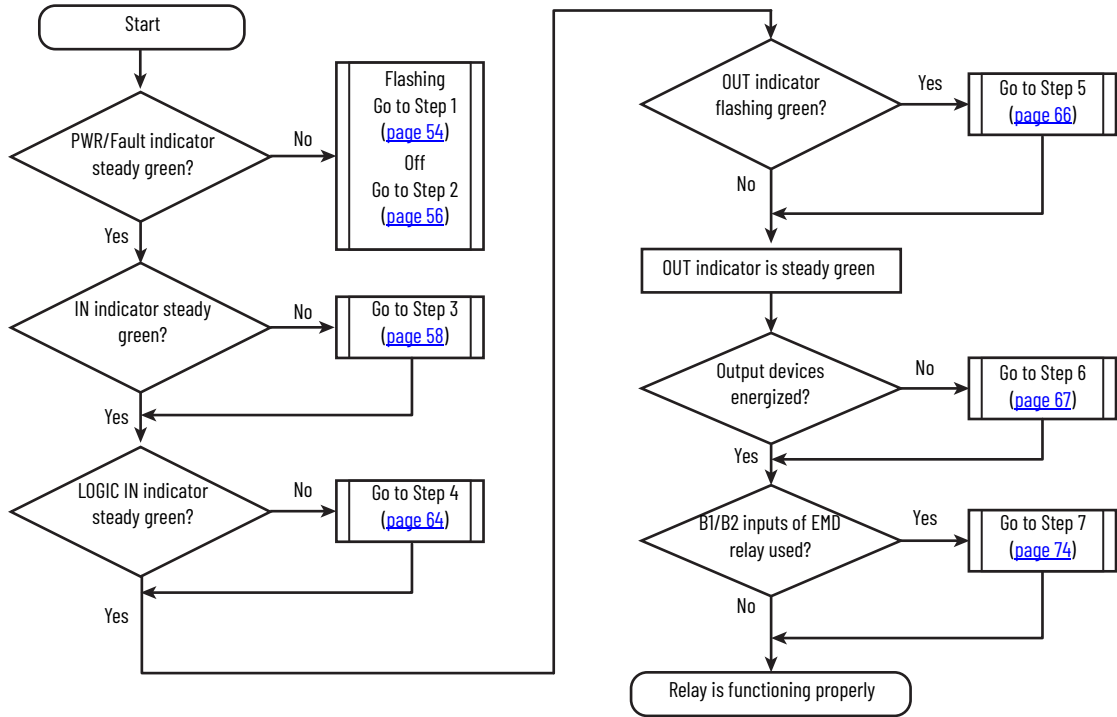 Start
PWR/Fault indicator
steady green?
No
Flashing
Go to Step 1
(page 54)
Off
Go to Step 2
(page 56)
Yes
IN indicator steady
green?
No
Go to Step 3
(page 58)
Yes
LOGIC IN indicator
steady green?
No
Go to Step 4
(page 64)
Yes
OUT indicator
flashing green?
Yes
Go to Step 5
(page 66)
No
OUT indicator is steady green
Output devices
energized?
No
Go to Step 6
(page 67)
Yes
B1/B2 inputs of EMD
relay used?
Yes
Go to Step 7
(page 74)
No
Relay is functioning properly